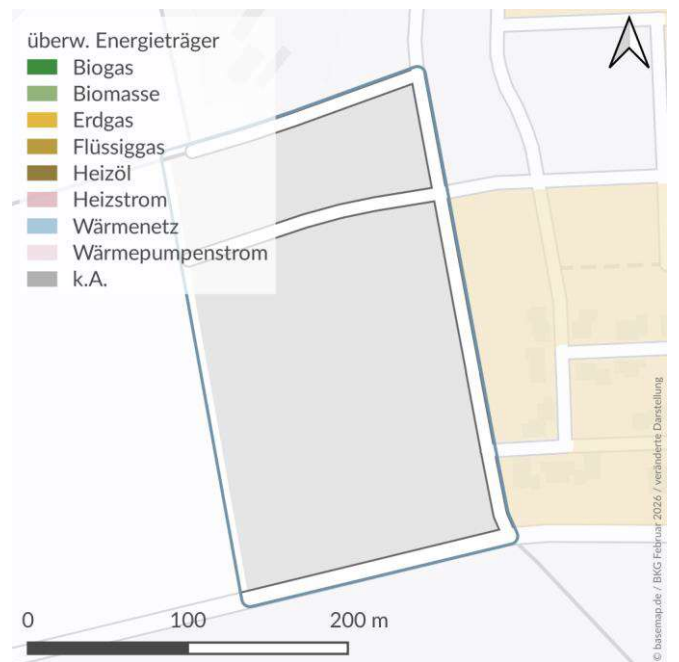 überw. Energieträger
Biogas
Biomasse
Erdgas
Flüssiggas
Heizöl
Heizstrom
Wärmenetz
Wärmepumpenstrom
k.A.
0 100 200 m
© basemap.de / BKG Februar 2026 / veränderte Darstellung